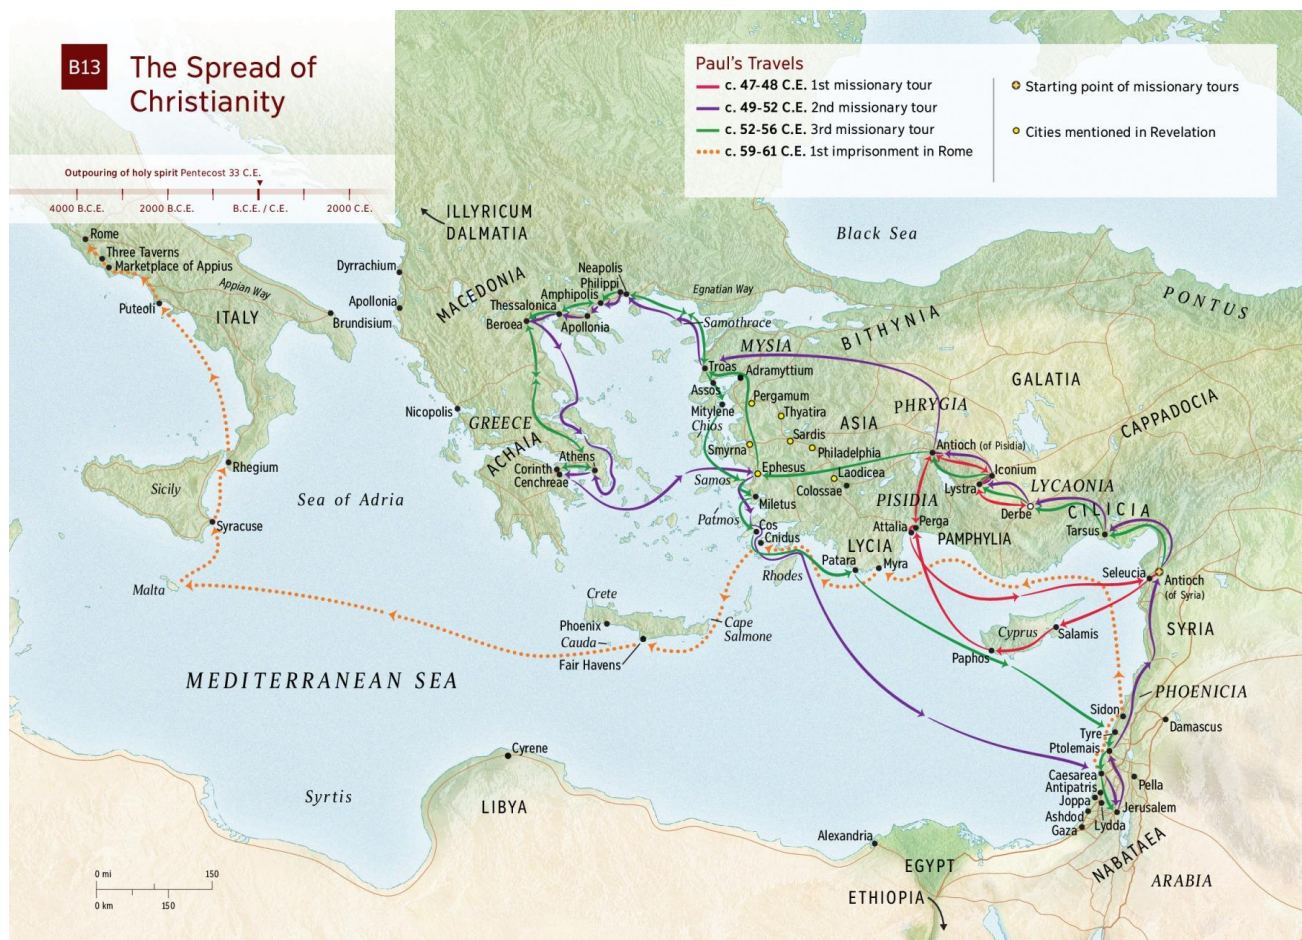 B13
The Spread of
Christianity
Outpouring of holy spirit Pentecost 33 C.E.
4000 B.C.E.
2000 B.C.E.
B.C.E. / C.E.
2000 C.E.
Paul's Travels
c. 47-48 C.E. 1st missionary tour
c. 49-52 C.E. 2nd missionary tour
c. 52-56 C.E. 3rd missionary tour
c. 59-61 C.E. 1st imprisonment in Rome
Starting point of missionary tours
Cities mentioned in Revelation
ILLYRICUM
DALMATIA
Black Sea
Rome
Three Taverns
Marketplace of Appius
Appian Way
Puteoli
ITALY
Brundisium
Dyrrachium
Apollonia
MACEDONIA
Neapolis
Philippi
Amphipolis
Thessalonica
Beroea
Apollonia
Egnatian Way
Samothrace
PONTUS
BITHYNIA
MYSIA
Troas
Adramyttium
Assos
Mitylene
Chios
Pergamum
Thyatira
GALATIA
CAPPADOCIA
PHRYGIA
ASIA
Nicopolis
GREECE
ACHAIA
Sardis
Smyrna
Philadelphia
Antioch (of Pisidia)
Athens
Corinth
Cenchreae
Ephesus
Samos
Laodicea
Colossae
Iconium
Lystra
LYCAONIA
PISIDIA
Derbe
CILICIA
Tarsus
Rhegium
Sicily
Sea of Adria
Syracuse
Miletus
Patmos
Cos
Cnidus
Attalia
Perga
PAMPHYLIA
LYCIA
Patara
Myra
Rhodes
Seleucia
Antioch
(of Syria)
Malta
Crete
Phoenix
Cauda
Fair Havens
Cape
Salmone
Cyprus
Salamis
Paphos
SYRIA
MEDITERRANEAN SEA
PHOENICIA
Sidon
Damascus
Tyre
Ptolemais
Cyrene
Syrtis
LIBYA
Caesarea
Antipatris
Joppa
Ashdod
Gaza
Pella
Jerusalem
Lydda
Alexandria
NABATAEA
EGYPT
ETHIOPIA
ARABIA
0 mi
150
0 km
150